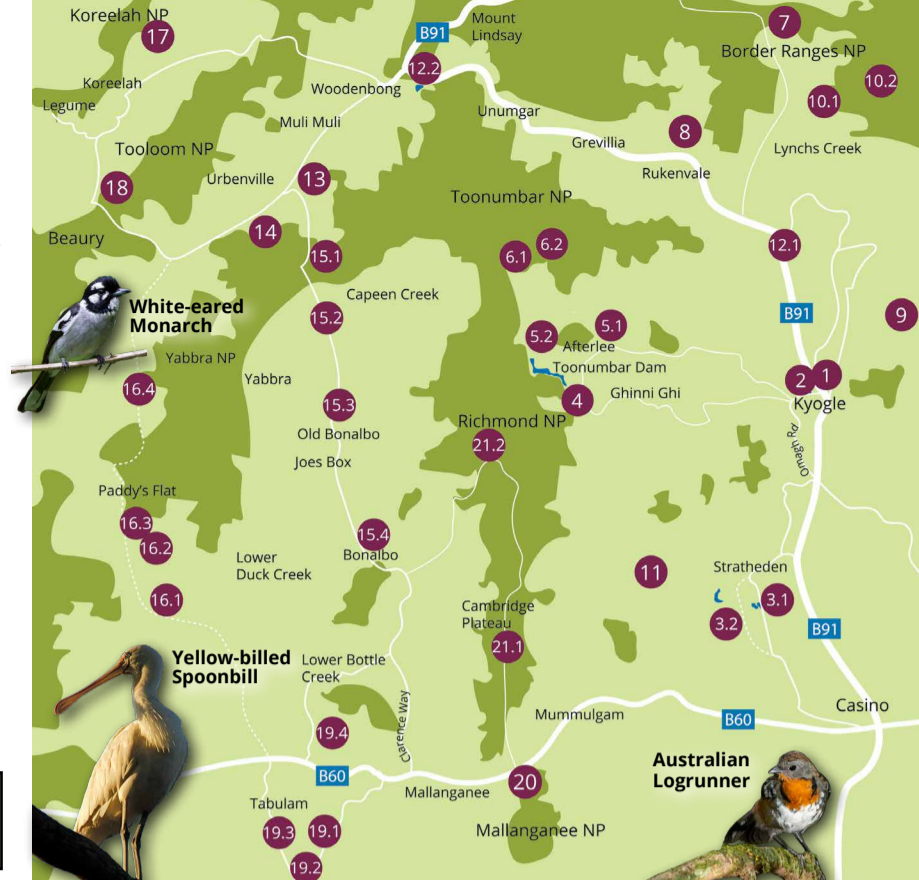 Koreelah NP
17
Koreelah
Legume
Mount
Lindsay
B91
12.2
Woodenbong
Muli Muli
Unumgar
7
Border Ranges NP
10.2
10.1
8
Grevillia
Lynchs Creek
Rukenvale
Tooloom NP
18
Urbenville
13
14
Beaury
15.1
Toonumbar NP
6.1
6.2
12.1
White-eared
Monarch
Capeen Creek
15.2
B91
9
5.2
5.1
Afterlee
Toonumbar Dam
Yabbra NP
16.4
Yabbra
15.3
Old Bonalbo
Joes Box
4
Ghinni Ghi
2
1
Kyogle
Omagh Rd
Richmond NP
21.2
Paddy's Flat
16.3
16.2
16.1
Lower
Duck Creek
15.4
Bonalbo
11
Stratheden
3.1
3.2
B91
Cambridge
Plateau
21.1
Yellow-billed
Spoonbill
Lower Bottle
Creek
19.4
Clarence Way
Mummulgam
B60
Casino
B60
Mallanganee
20
Mallanganee NP
Australian
Logrunner
Tabulam
19.3
19.1
19.2